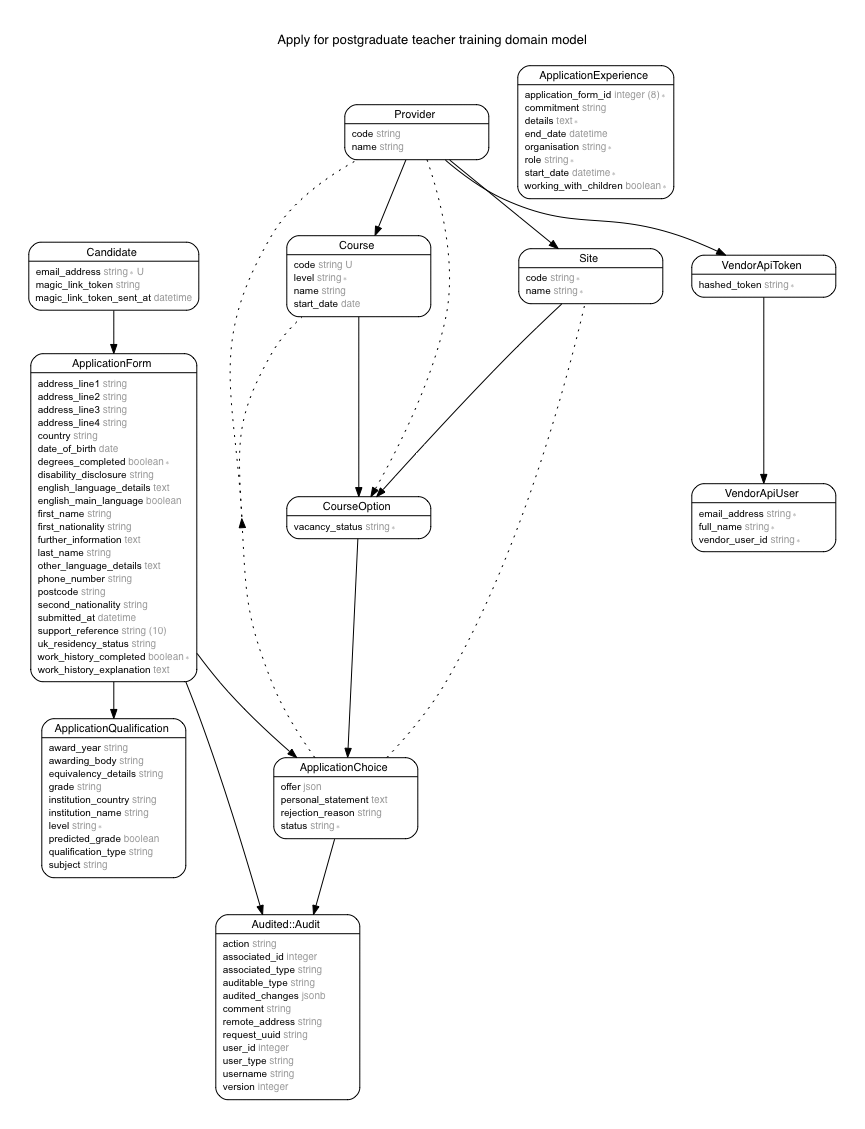 Apply for postgraduate teacher training domain model
ApplicationExperience
application_form_id integer (8) ∗
commitment string
details text ∗
end_date datetime
organisation string ∗
role string ∗
start_date datetime ∗
working_with_children boolean ∗
Provider
code string
name string
Candidate
email_address string ∗ U
magic_link_token string
magic_link_token_sent_at datetime
Course
code string U
level string ∗
name string
start_date date
Site
code string ∗
name string ∗
VendorApiToken
hashed_token string ∗
ApplicationForm
address_line1 string
address_line2 string
address_line3 string
address_line4 string
country string
date_of_birth date
degrees_completed boolean ∗
disability_disclosure string
english_language_details text
english_main_language boolean
first_name string
first_nationality string
further_information text
last_name string
other_language_details text
phone_number string
postcode string
second_nationality string
submitted_at datetime
support_reference string (10)
uk_residency_status string
work_history_completed boolean ∗
work_history_explanation text
CourseOption
vacancy_status string ∗
VendorApiUser
email_address string ∗
full_name string ∗
vendor_user_id string ∗
ApplicationQualification
award_year string
awarding_body string
equivalency_details string
grade string
institution_country string
institution_name string
level string ∗
predicted_grade boolean
qualification_type string
subject string
ApplicationChoice
offer json
personal_statement text
rejection_reason string
status string ∗
Audited::Audit
action string
associated_id integer
associated_type string
auditable_type string
audited_changes jsonb
comment string
remote_address string
request_uuid string
user_id integer
user_type string
username string
version integer